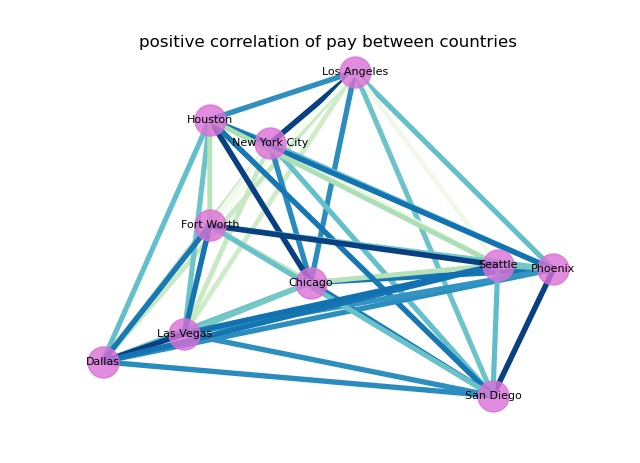 positive correlation of pay between countries
Los Angeles
Houston
New York City
Fort Worth
Seattle
Phoenix
Chicago
Las Vegas
Dallas
San Diego